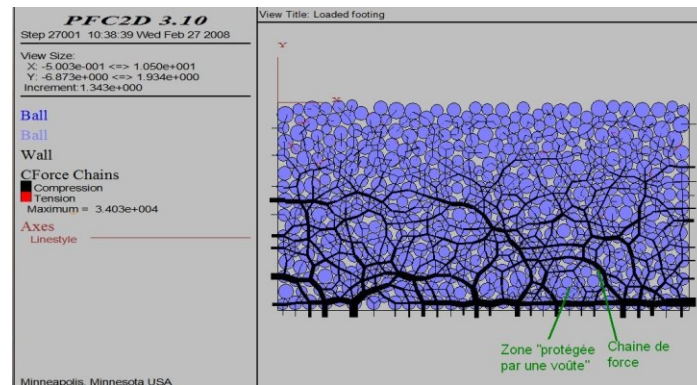 PFC2D 3.10
Step 27001 10:38:39 Wed Feb 27 2008
View Size:
X: -5.003e-001 <=> 1.050e+001
Y: -6.873e+000 <=> 1.934e+000
Increment:1.343e+000
Ball
Ball
Wall
CForce Chains
Compression
Tension
Maximum = 3.403e+004
Axes
Linestyle
Minneapolis, Minnesota USA
View Title: Loaded footing
Y
X
Zone "protégée
par une voûte"
Chaine de
force